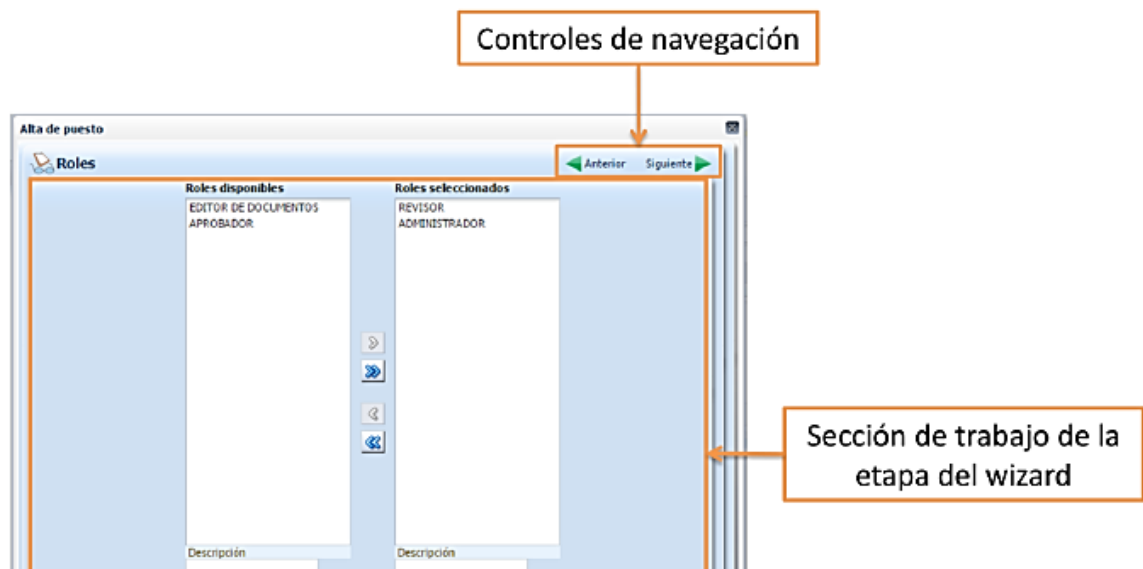 Controles de navegación
Alta de puesto
Roles
Anterior Siguiente
Roles disponibles
EDITOR DE DOCUMENTOS
APROBADOR
Roles seleccionados
REVISOR
ADMINISTRADOR
Descripción
Descripción
Sección de trabajo de la
etapa del wizard